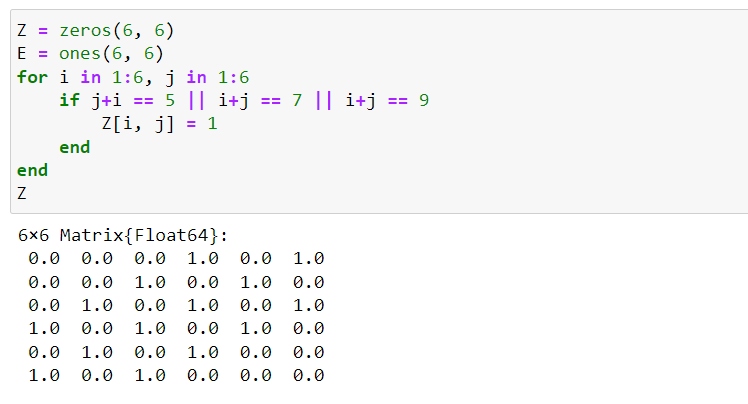 Z = zeros(6, 6)
E = ones(6, 6)
for i in 1:6, j in 1:6
    if j+i == 5 || i+j == 7 || i+j == 9
        Z[i, j] = 1
    end
end
Z
6×6 Matrix{Float64}:
 0.0  0.0  0.0  1.0  0.0  1.0
 0.0  0.0  1.0  0.0  1.0  0.0
 0.0  1.0  0.0  1.0  0.0  1.0
 1.0  0.0  1.0  0.0  1.0  0.0
 0.0  1.0  0.0  1.0  0.0  0.0
 1.0  0.0  1.0  0.0  0.0  0.0